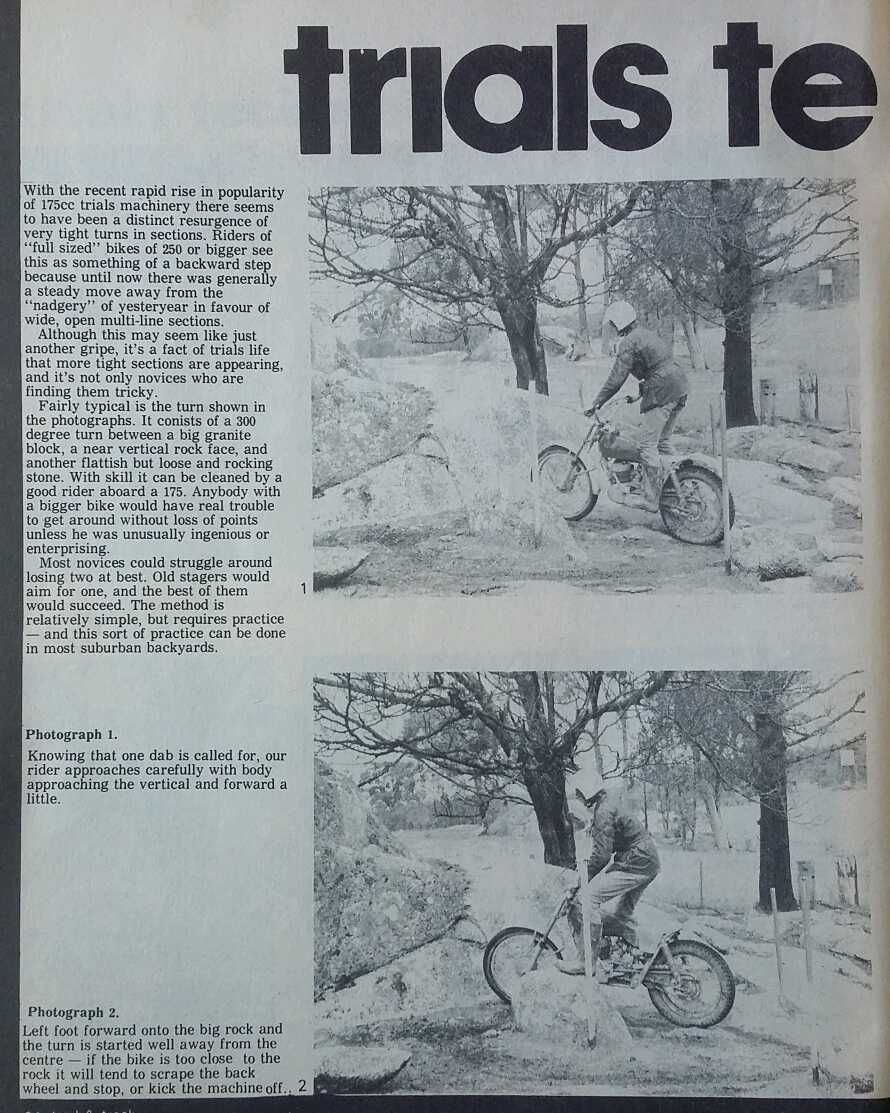 trials te
With the recent rapid rise in popularity
of 175cc trials machinery there seems
to have been a distinct resurgence of
very tight turns in sections. Riders of
"full sized" bikes of 250 or bigger see
this as something of a backward step
because until now there was generally
a steady move away from the
"nadgery" of yesteryear in favour of
wide, open multi-line sections.
Although this may seem like just
another gripe, it's a fact of trials life
that more tight sections are appearing,
and it's not only novices who are
finding them tricky.
Fairly typical is the turn shown in
the photographs. It conists of a 300
degree turn between a big granite
block, a near vertical rock face, and
another flattish but loose and rocking
stone. With skill it can be cleaned by a
good rider aboard a 175. Anybody with
a bigger bike would have real trouble
to get around without loss of points
unless he was unusually ingenious or
enterprising.
Most novices could struggle around
losing two at best. Old stagers would
aim for one, and the best of them
would succeed. The method is
relatively simple, but requires practice
— and this sort of practice can be done
in most suburban backyards.
1
Photograph 1.
Knowing that one dab is called for, our
rider approaches carefully with body
approaching the vertical and forward a
little.
Photograph 2.
Left foot forward onto the big rock and
the turn is started well away from the
centre — if the bike is too close to the
rock it will tend to scrape the back
wheel and stop, or kick the machine off..
2